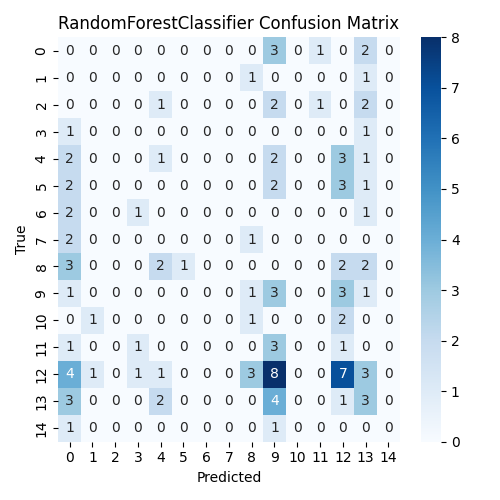 RandomForestClassifier Confusion Matrix
0 0 0 0 0 0 0 0 0 0 3 0 1 0 2 0
1 0 0 0 0 0 0 0 0 1 0 0 0 0 1 0
2 0 0 0 0 1 0 0 0 0 2 0 1 0 2 0
3 1 0 0 0 0 0 0 0 0 0 0 0 0 1 0
4 2 0 0 0 1 0 0 0 0 2 0 0 3 1 0
5 2 0 0 0 0 0 0 0 0 2 0 0 3 1 0
6 2 0 0 1 0 0 0 0 0 0 0 0 0 1 0
7 2 0 0 0 0 0 0 0 1 0 0 0 0 0 0
8 3 0 0 0 2 1 0 0 0 0 0 0 2 2 0
9 1 0 0 0 0 0 0 0 1 3 0 0 3 1 0
10 0 1 0 0 0 0 0 0 1 0 0 0 2 0 0
11 1 0 0 1 0 0 0 0 0 3 0 0 1 0 0
12 4 1 0 1 1 0 0 0 3 8 0 0 7 3 0
13 3 0 0 0 2 0 0 0 0 4 0 0 1 3 0
14 1 0 0 0 0 0 0 0 0 1 0 0 0 0 0
0 1 2 3 4 5 6 7 8 9 10 11 12 13 14
Predicted
True
8
7
6
5
4
3
2
1
0